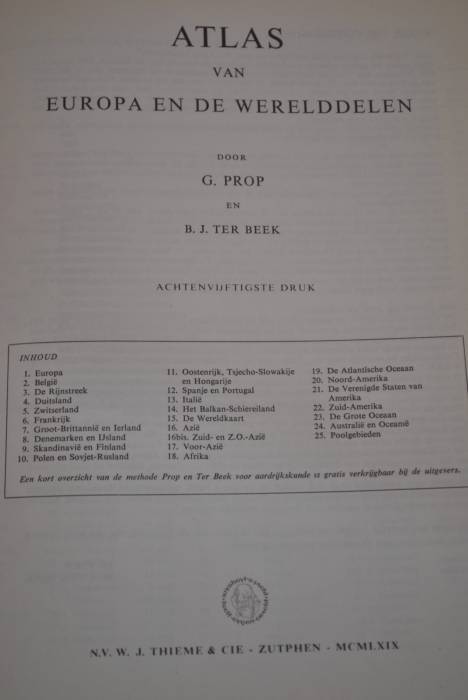 ATLAS
VAN
EUROPA EN DE WERELDDELEN
DOOR
G. PROP
EN
B. J. TER BEEK
ACHTENVIJFTIGSTE DRUK
INHOUD
1. Europa
2. België
3. De Rijnstreek
4. Duitsland
5. Zwitserland
6. Frankrijk
7. Groot-Brittannië en Ierland
8. Denemarken en IJsland
9. Skandinavië en Finland
10. Polen en Sovjet-Rusland
11. Oostenrijk, Tsjecho-Slowakije
en Hongarije
12. Spanje en Portugal
13. Italië
14. Het Balkan-Schiereiland
15. De Wereldkaart
16. Azië
16bis. Zuid- en Z.O.-Azië
17. Voor-Azië
18. Afrika
19. De Atlantische Oceaan
20. Noord-Amerika
21. De Verenigde Staten van
Amerika
22. Zuid-Amerika
23. De Grote Oceaan
24. Australië en Oceanië
25. Poolgebieden
Een kort overzicht van de methode Prop en Ter Beek voor aardrijkskunde is gratis verkrijgbaar bij de uitgevers.
N.V. W. J. THIEME & CIE - ZUTPHEN - MCMLXIX